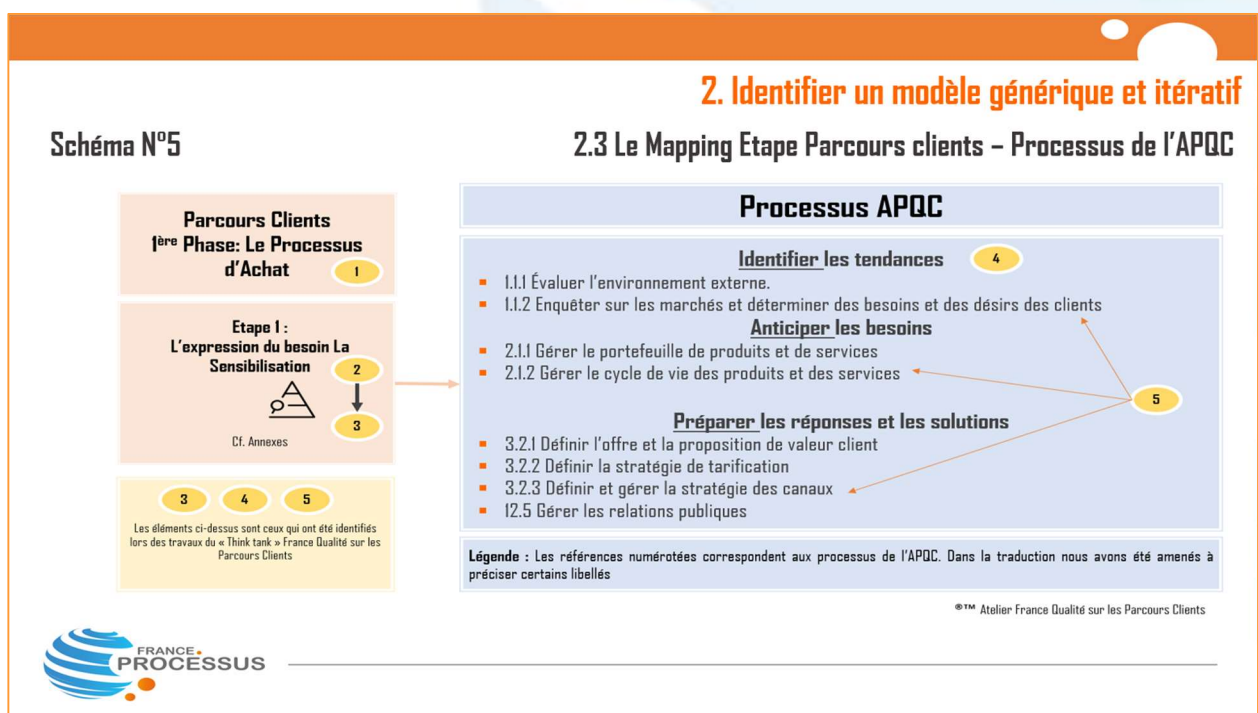 2. Identifier un modèle générique et itératif
Schéma N°5
2.3 Le Mapping Etape Parcours clients – Processus de l'APQC
Parcours Clients
1ère Phase: Le Processus
d'Achat
1
Etape 1 :
L'expression du besoin La
Sensibilisation
2
3
Cf. Annexes
3 4 5
Les éléments ci-dessus sont ceux qui ont été identifiés
lors des travaux du « Think tank » France Qualité sur les
Parcours Clients
Processus APQC
Identifier les tendances 4
1.1.1 Évaluer l'environnement externe.
1.1.2 Enquêter sur les marchés et déterminer des besoins et des désirs des clients
Anticiper les besoins
2.1.1 Gérer le portefeuille de produits et de services
2.1.2 Gérer le cycle de vie des produits et des services
5
Préparer les réponses et les solutions
3.2.1 Définir l'offre et la proposition de valeur client
3.2.2 Définir la stratégie de tarification
3.2.3 Définir et gérer la stratégie des canaux
12.5 Gérer les relations publiques
Légende : Les références numérotées correspondent aux processus de l'APQC. Dans la traduction nous avons été amenés à
préciser certains libellés
®™ Atelier France Qualité sur les Parcours Clients
FRANCE
PROCESSUS